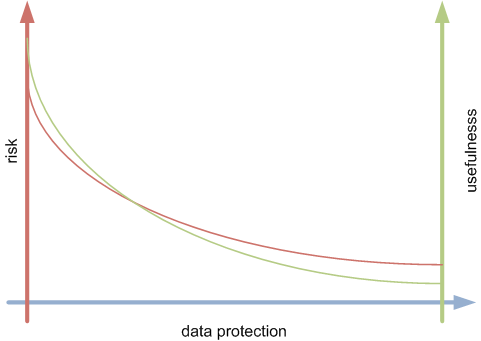 risk
usefulnesss
data protection